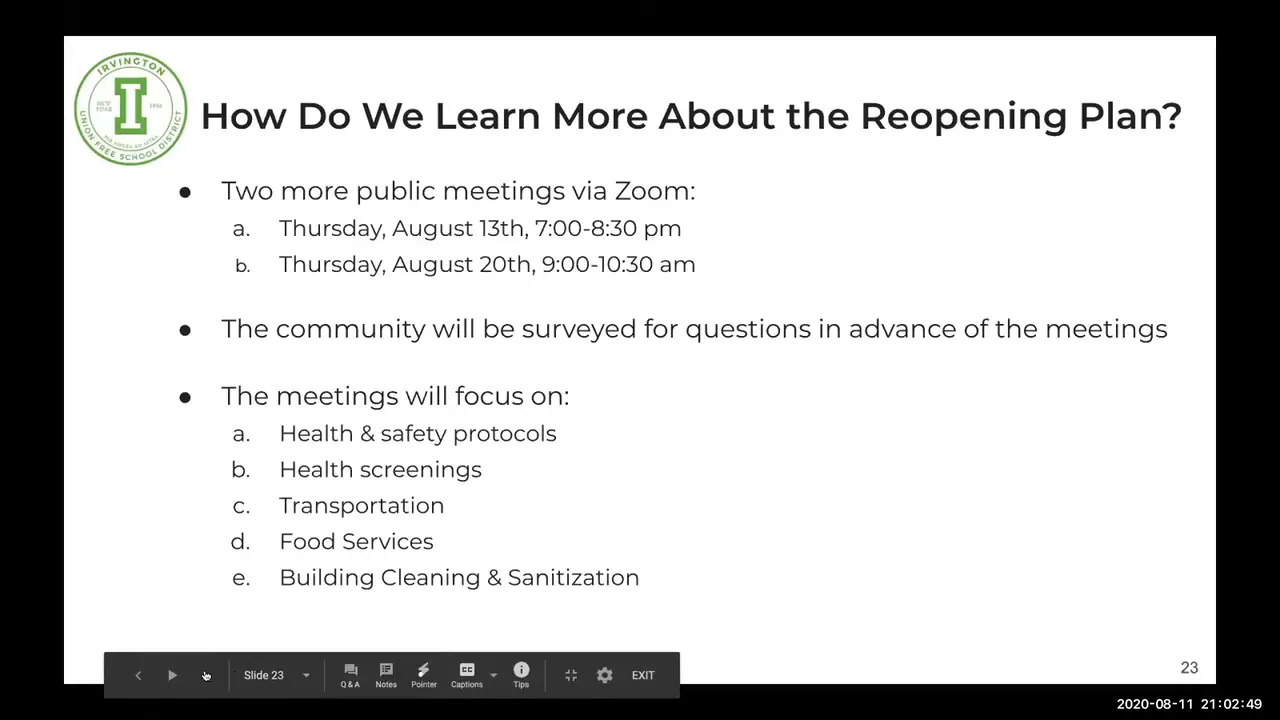 IRVINGTON
NEW YORK
I
1856
UNION FREE SCHOOL DISTRICT
How Do We Learn More About the Reopening Plan?
● Two more public meetings via Zoom:
a. Thursday, August 13th, 7:00-8:30 pm
b. Thursday, August 20th, 9:00-10:30 am
● The community will be surveyed for questions in advance of the meetings
● The meetings will focus on:
a. Health & safety protocols
b. Health screenings
c. Transportation
d. Food Services
e. Building Cleaning & Sanitization
23
Slide 23
Q & A
Notes
Pointer
CC
Captions
Tips
EXIT
2020-08-11 21:02:49